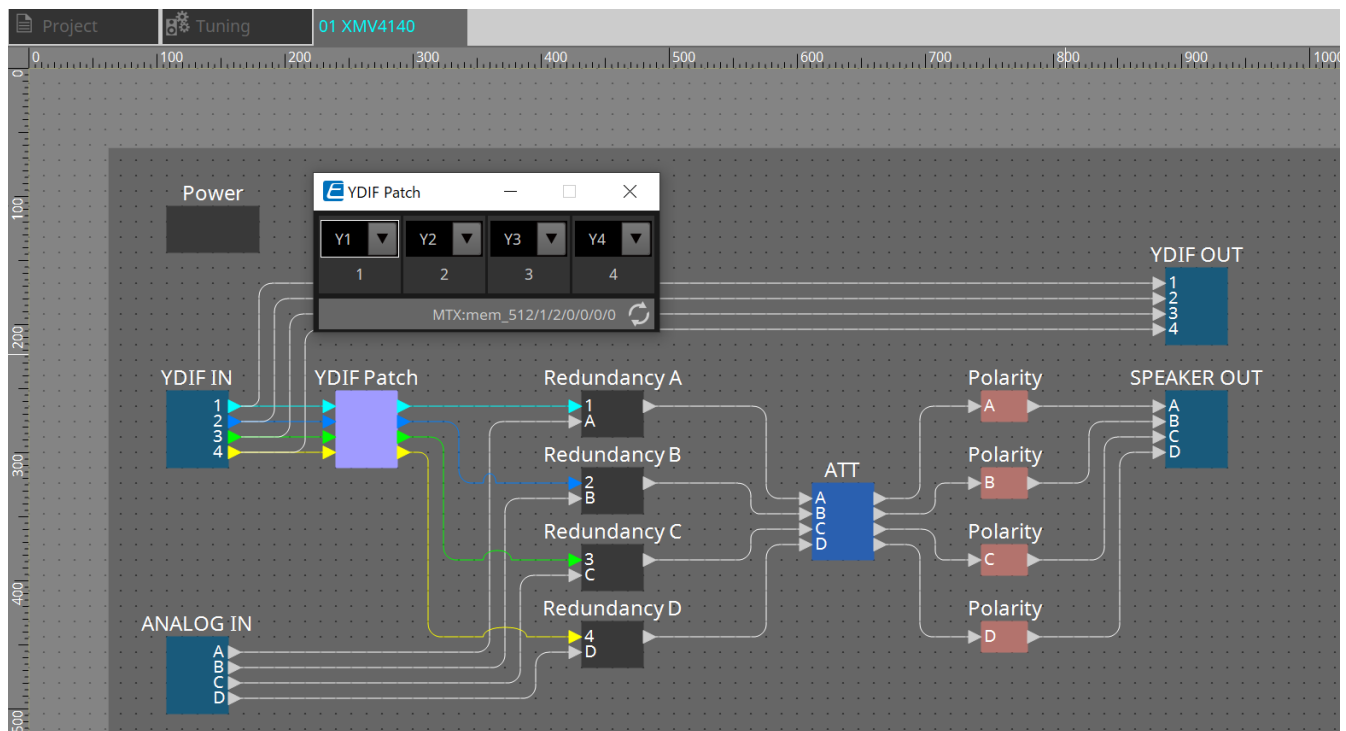 Project Tuning 01 XMV4140
0 100 200 300 400 500 600 700 800 900 1000
0
100
200
300
400
500
Power
YDIF Patch
Y1 Y2 Y3 Y4
1 2 3 4
MTX:mem_512/1/2/0/0/0/0
YDIF OUT
1
2
3
4
YDIF IN
1
2
3
4
YDIF Patch
Redundancy A
1
A
Redundancy B
2
B
Redundancy C
3
C
Redundancy D
4
D
ANALOG IN
A
B
C
D
ATT
A
B
C
D
Polarity
A
Polarity
B
Polarity
C
Polarity
D
SPEAKER OUT
A
B
C
D